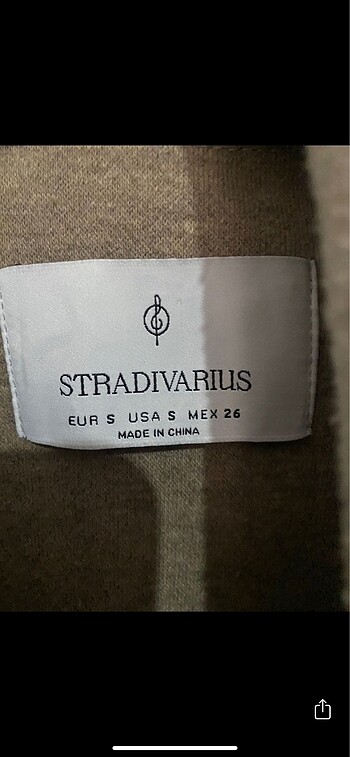 STRADIVARIUS
EUR S USA S MEX 26
MADE IN CHINA